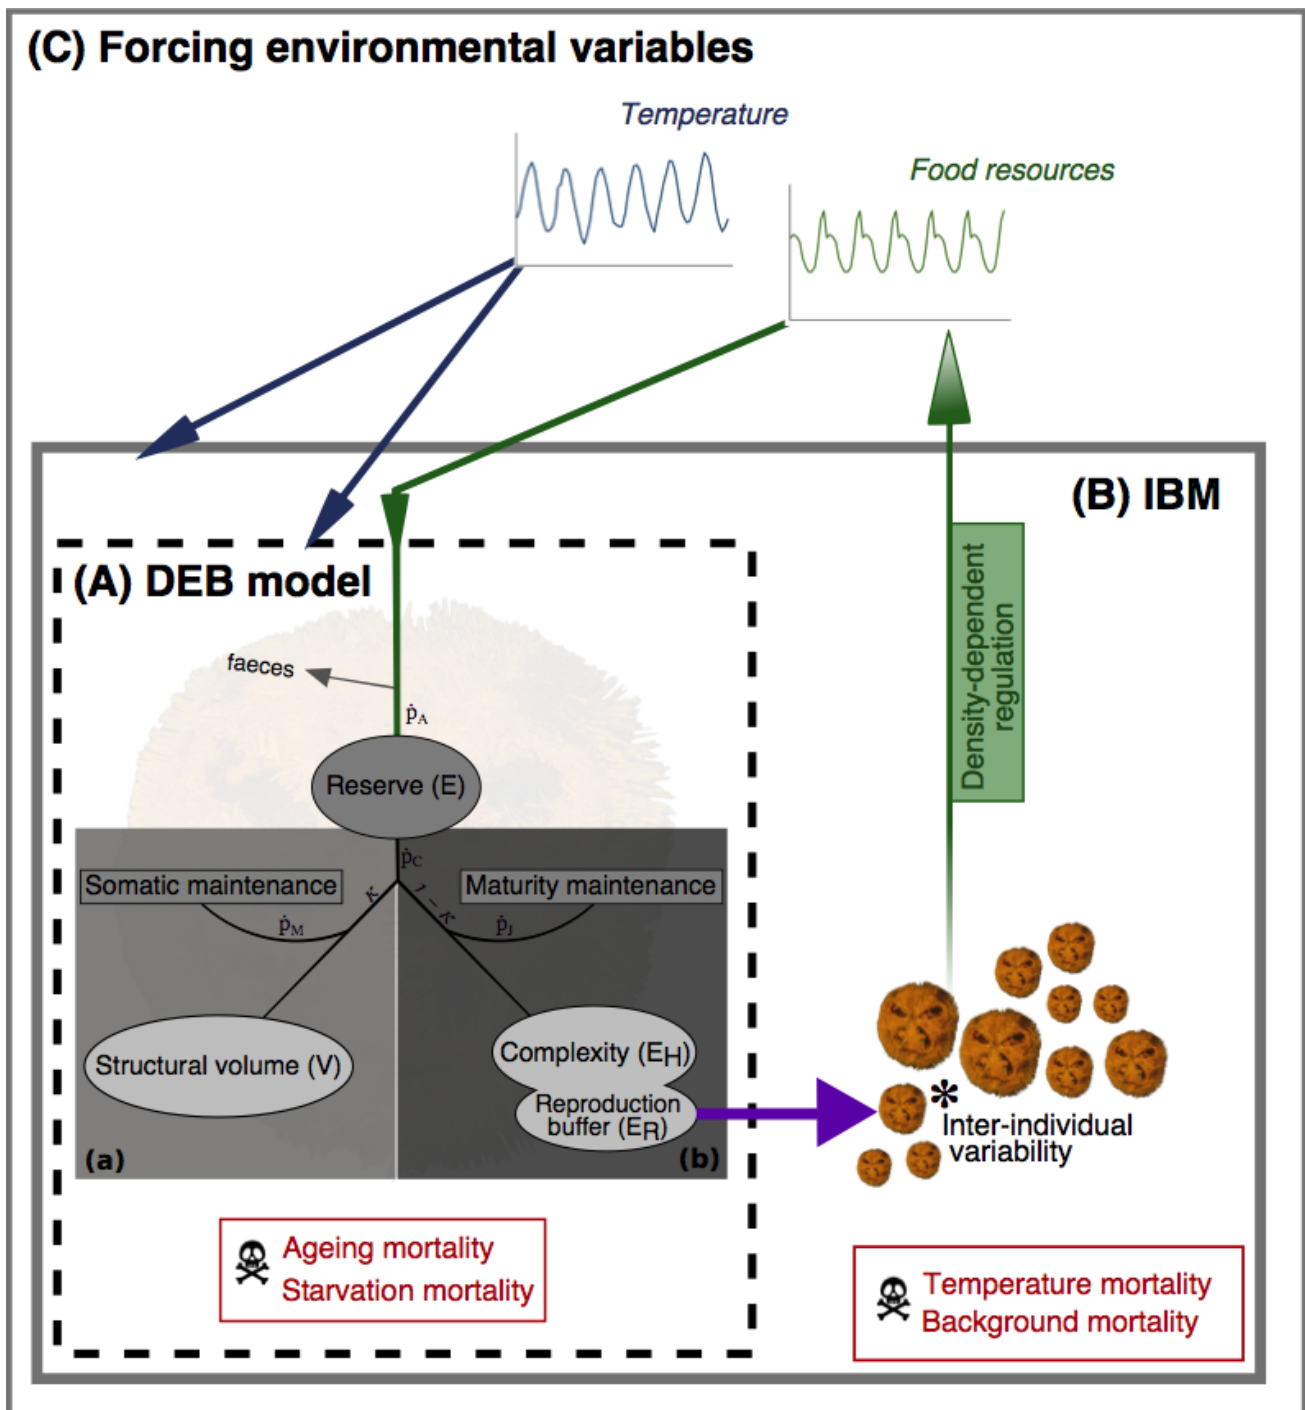 (C) Forcing environmental variables
Temperature
Food resources
(B) IBM
(A) DEB model
Density-dependent
regulation
faeces
ṗA
Reserve (E)
ṗC
Somatic maintenance
κ
1 − κ
Maturity maintenance
ṗM
ṗJ
Structural volume (V)
Complexity (EH)
Reproduction
buffer (ER)
*
Inter-individual
variability
(a)
(b)
Ageing mortality
Starvation mortality
Temperature mortality
Background mortality